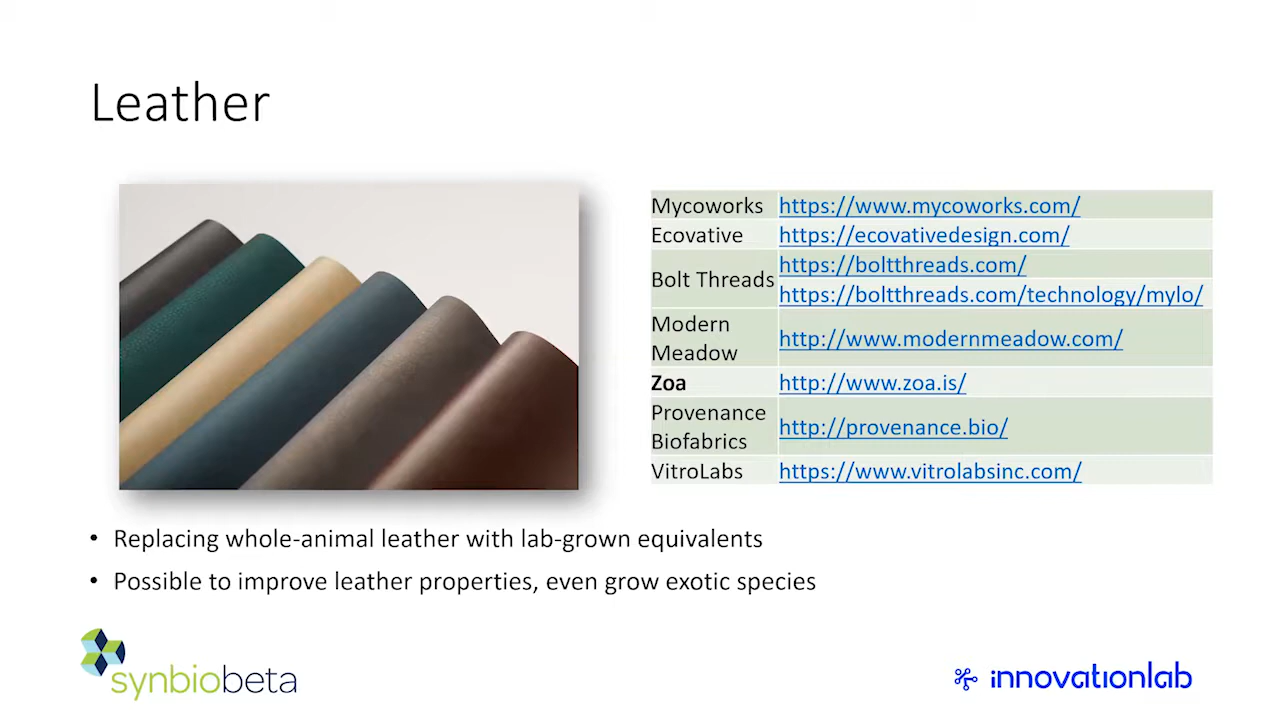 Leather
Mycoworks https://www.mycoworks.com/
Ecovative https://ecovativedesign.com/
Bolt Threads https://boltthreads.com/
https://boltthreads.com/technology/mylo/
Modern
Meadow http://www.modernmeadow.com/
Zoa http://www.zoa.is/
Provenance
Biofabrics http://provenance.bio/
VitroLabs https://www.vitrolabsinc.com/
• Replacing whole-animal leather with lab-grown equivalents
• Possible to improve leather properties, even grow exotic species
synbiobeta
innovationlab